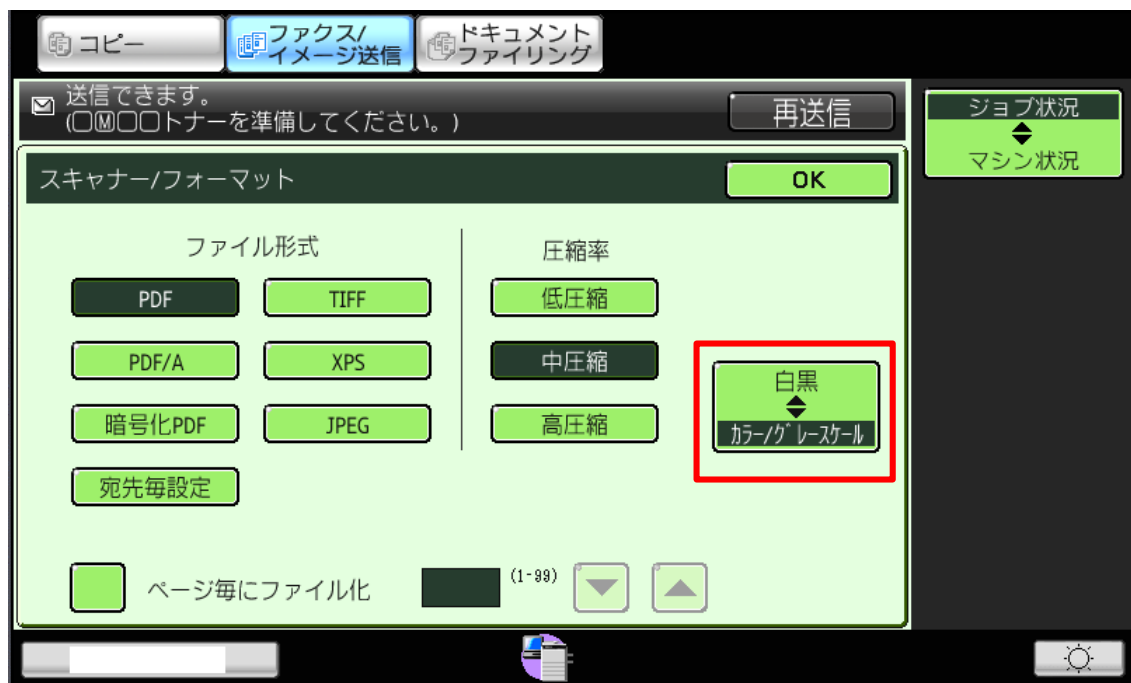 コピー
ファクス/
イメージ送信
ドキュメント
ファイリング
送信できます。
(□M□□トナーを準備してください。)
再送信
ジョブ状況
マシン状況
スキャナー/フォーマット
OK
ファイル形式
圧縮率
PDF
TIFF
低圧縮
PDF/A
XPS
中圧縮
白黒
カラー/グレースケール
暗号化PDF
JPEG
高圧縮
宛先毎設定
ページ毎にファイル化
(1-99)